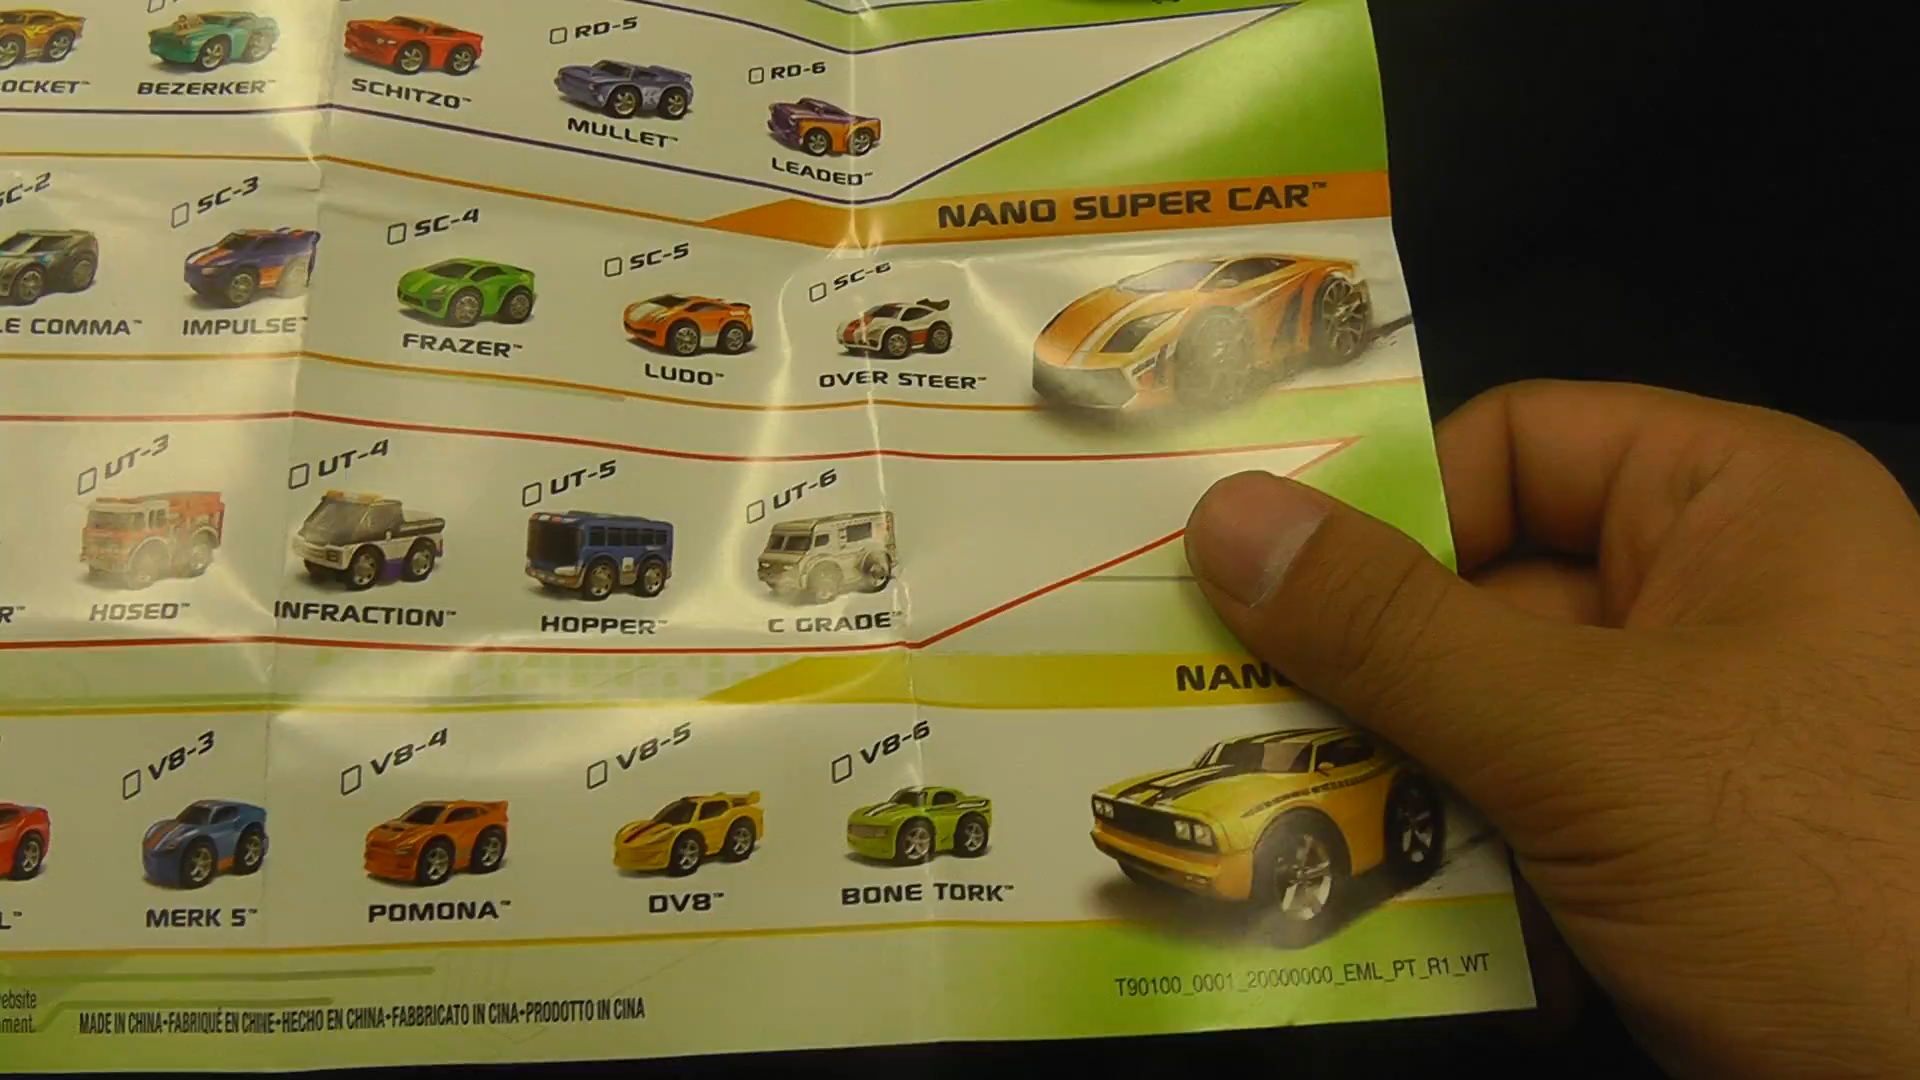 RD-5
RD-6
BEZERKER™
SCHITZO™
MULLET™
LEADED™
NANO SUPER CAR™
SC-2
SC-3
SC-4
SC-5
SC-6
COMMA™
IMPULSE™
FRAZER™
LUDO™
OVER STEER™
UT-3
UT-4
UT-5
UT-6
HOSED™
INFRACTION™
HOPPER™
C GRADE™
V8-3
V8-4
V8-5
V8-6
MERK 5™
POMONA™
DV8™
BONE TORK™
T90100_0001_20000000_EML_PT_R1_WT
MADE IN CHINA•FABRIQUÉ EN CHINE•HECHO EN CHINA•FABBRICATO IN CINA•PRODOTTO IN CINA